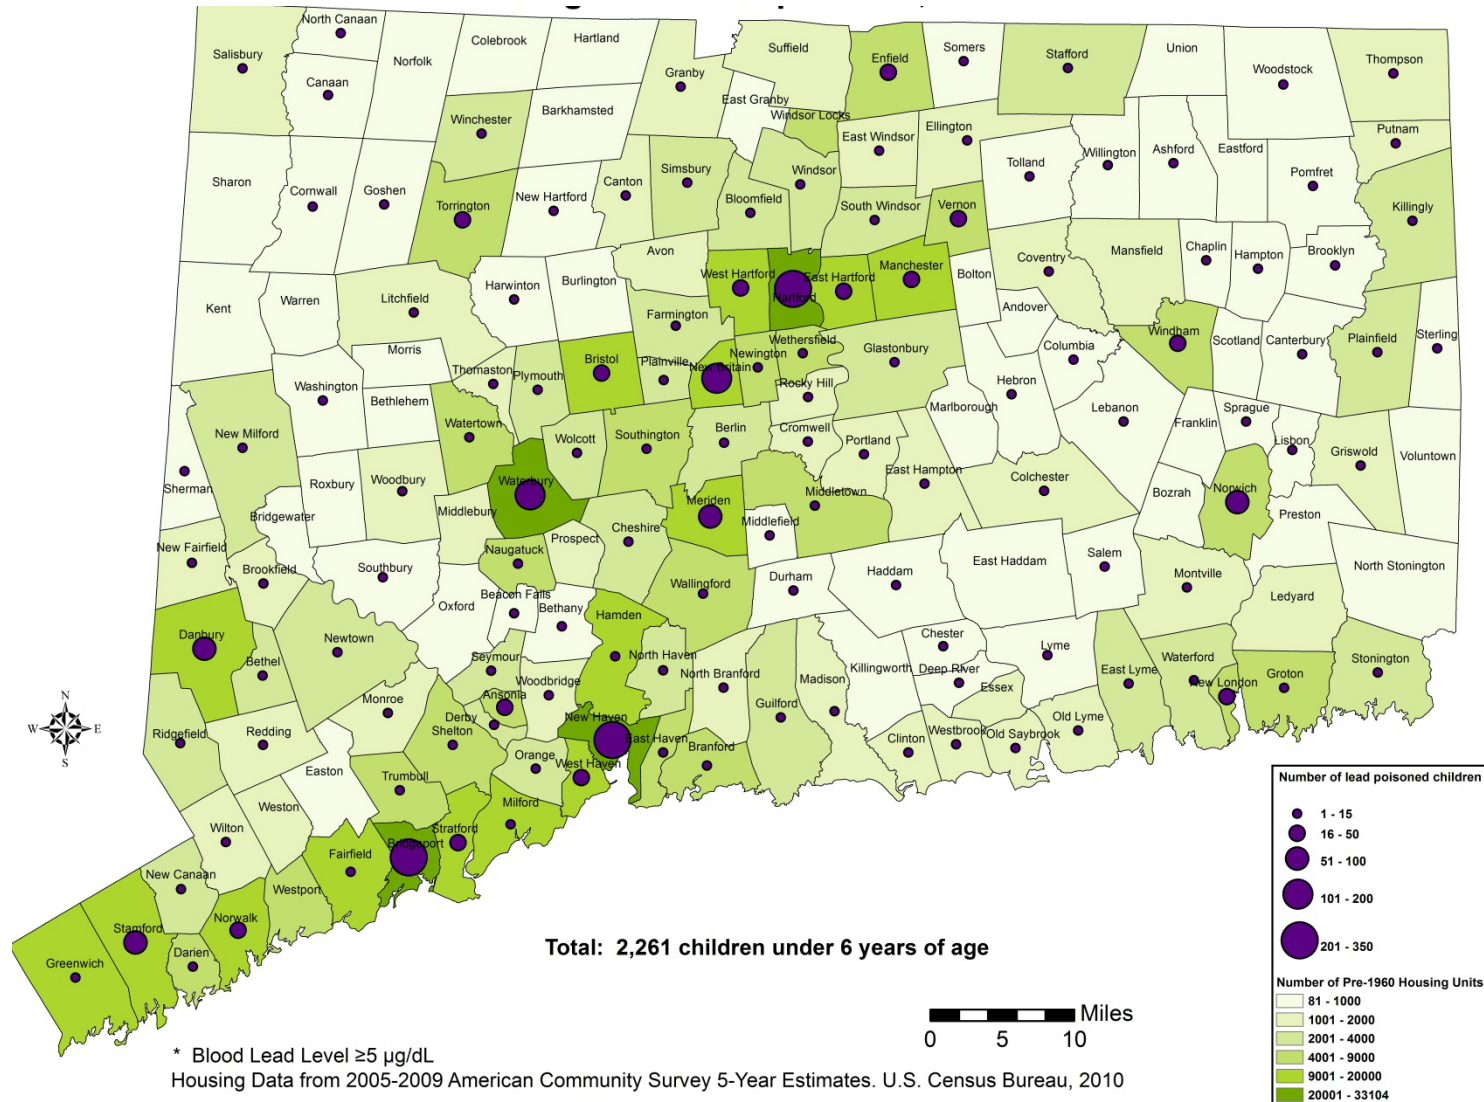 North Canaan
Colebrook
Hartland
Suffield
Enfield
Somers
Stafford
Union
Woodstock
Thompson
Salisbury
Canaan
Norfolk
Granby
East Granby
Barkhamsted
Winchester
Windsor Locks
East Windsor
Ellington
Putnam
Sharon
Cornwall
Goshen
Torrington
New Hartford
Canton
Simsbury
Bloomfield
Windsor
South Windsor
Vernon
Tolland
Willington
Ashford
Eastford
Pomfret
Killingly
Kent
Warren
Litchfield
Harwinton
Burlington
Avon
West Hartford
Hartford
East Hartford
Manchester
Bolton
Coventry
Mansfield
Chaplin
Hampton
Brooklyn
Andover
Farmington
Morris
Bristol
Plainville
New Britain
Newington
Wethersfield
Glastonbury
Columbia
Windham
Scotland
Canterbury
Plainfield
Sterling
Washington
Bethlehem
Thomaston
Plymouth
Rocky Hill
Hebron
Marlborough
Lebanon
Franklin
Sprague
Lisbon
Griswold
Voluntown
New Milford
Watertown
Wolcott
Southington
Berlin
Cromwell
Portland
East Hampton
Colchester
Sherman
Roxbury
Woodbury
Waterbury
Meriden
Middletown
Bozrah
Norwich
Preston
Bridgewater
Middlebury
Cheshire
Middlefield
New Fairfield
Brookfield
Southbury
Naugatuck
Prospect
Wallingford
Durham
Haddam
East Haddam
Salem
Montville
North Stonington
Ledyard
Danbury
Bethel
Newtown
Oxford
Beacon Falls
Bethany
Hamden
North Haven
North Branford
Guilford
Madison
Killingworth
Chester
Deep River
Essex
Lyme
East Lyme
Waterford
New London
Groton
Stonington
Seymour
Woodbridge
Ansonia
Derby
Shelton
Monroe
Ridgefield
Redding
Easton
Weston
Wilton
Trumbull
Orange
New Haven
East Haven
West Haven
Branford
Clinton
Westbrook
Old Saybrook
Old Lyme
Milford
Stratford
Bridgeport
Fairfield
Westport
New Canaan
Norwalk
Darien
Stamford
Greenwich
N
W
E
S
Total: 2,261 children under 6 years of age
Miles
0 5 10
* Blood Lead Level ≥5 µg/dL
Housing Data from 2005-2009 American Community Survey 5-Year Estimates. U.S. Census Bureau, 2010
Number of lead poisoned children
1 - 15
16 - 50
51 - 100
101 - 200
201 - 350
Number of Pre-1960 Housing Units
81 - 1000
1001 - 2000
2001 - 4000
4001 - 9000
9001 - 20000
20001 - 33104